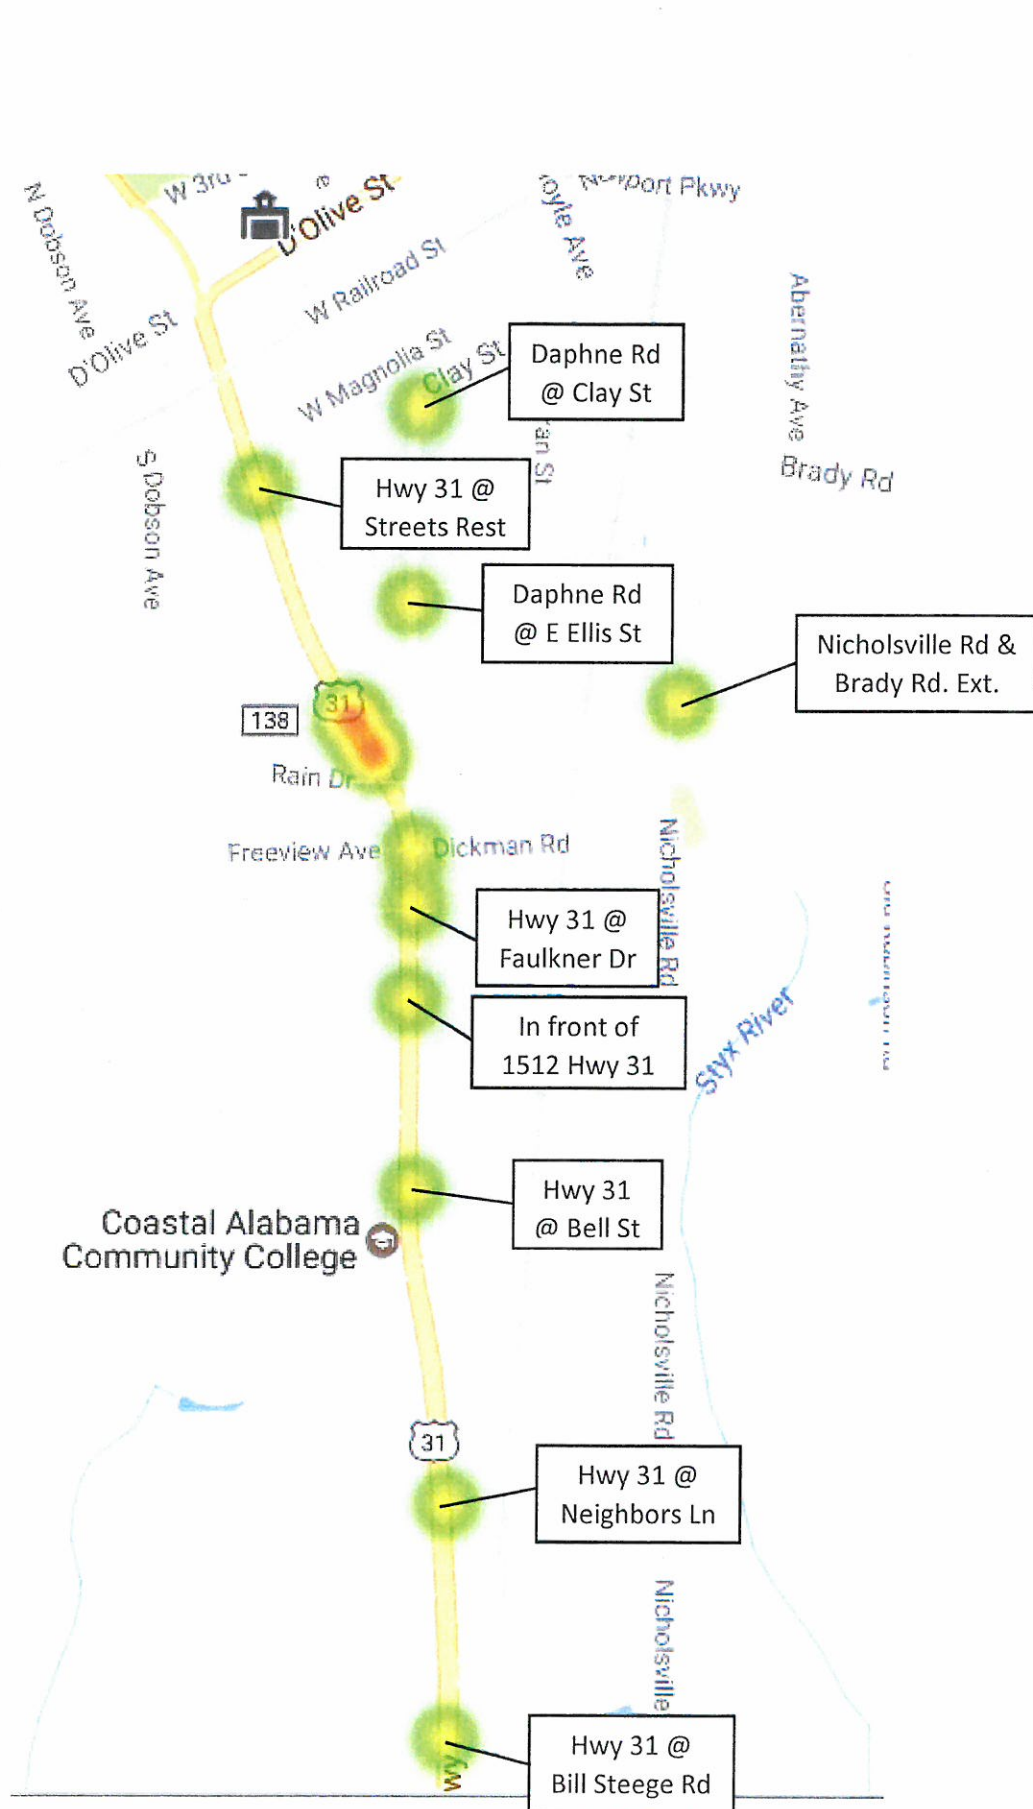 W 3rd
D'Olive St
Newport Pkwy
N Dobson Ave
W Railroad St
Abernathy Ave
D'Olive St
W Magnolia St
Clay St
Daphne Rd
@ Clay St
Brady Rd
S Dobson Ave
Hwy 31 @
Streets Rest
Daphne Rd
@ E Ellis St
Nicholsville Rd &
Brady Rd. Ext.
31
138
Rain Dr
Freeview Ave
Dickman Rd
Nicholsville Rd
Hwy 31 @
Faulkner Dr
In front of
1512 Hwy 31
Styx River
Hwy 31
@ Bell St
Coastal Alabama
Community College
Nicholsville Rd
31
Hwy 31 @
Neighbors Ln
Nicholsville
Hwy 31 @
Bill Steege Rd